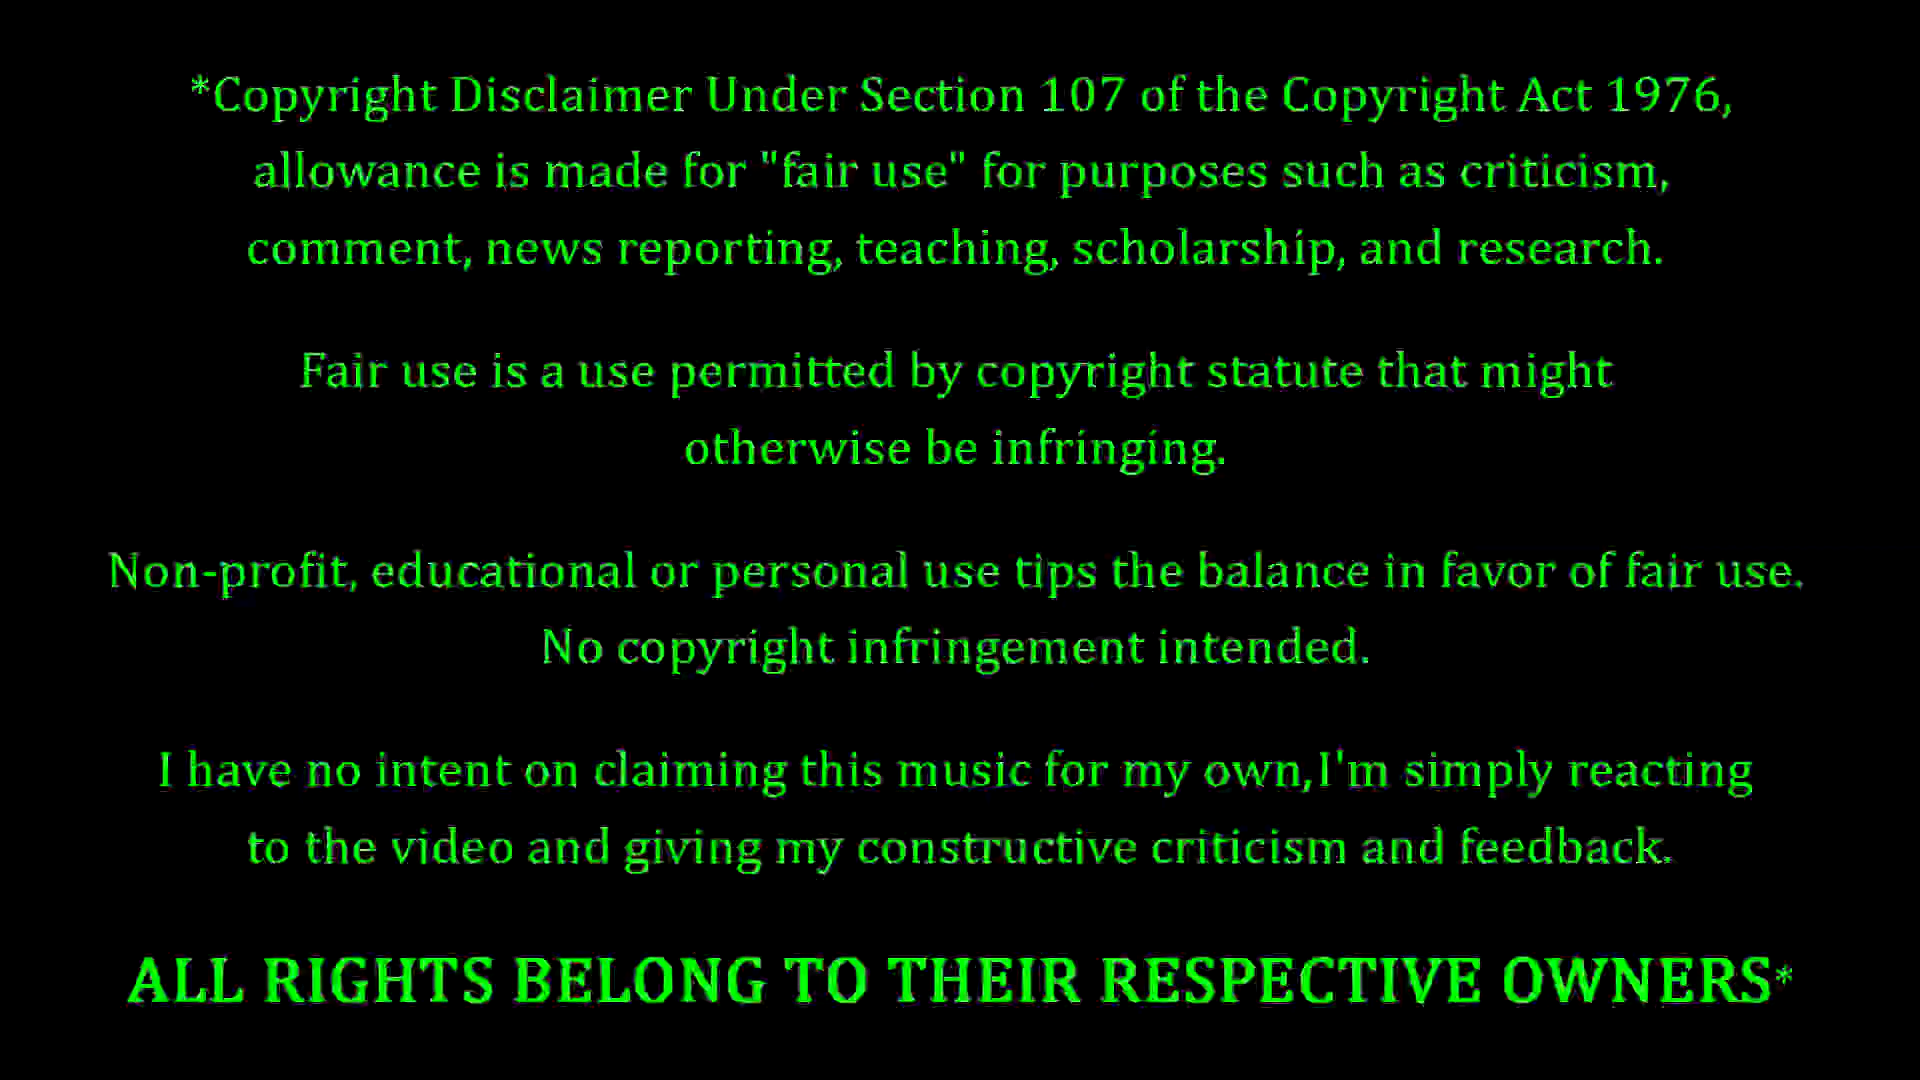 *Copyright Disclaimer Under Section 107 of the Copyright Act 1976,
allowance is made for "fair use" for purposes such as criticism,
comment, news reporting, teaching, scholarship, and research.
Fair use is a use permitted by copyright statute that might
otherwise be infringing.
Non-profit, educational or personal use tips the balance in favor of fair use.
No copyright infringement intended.
I have no intent on claiming this music for my own,I'm simply reacting
to the video and giving my constructive criticism and feedback.
ALL RIGHTS BELONG TO THEIR RESPECTIVE OWNERS*